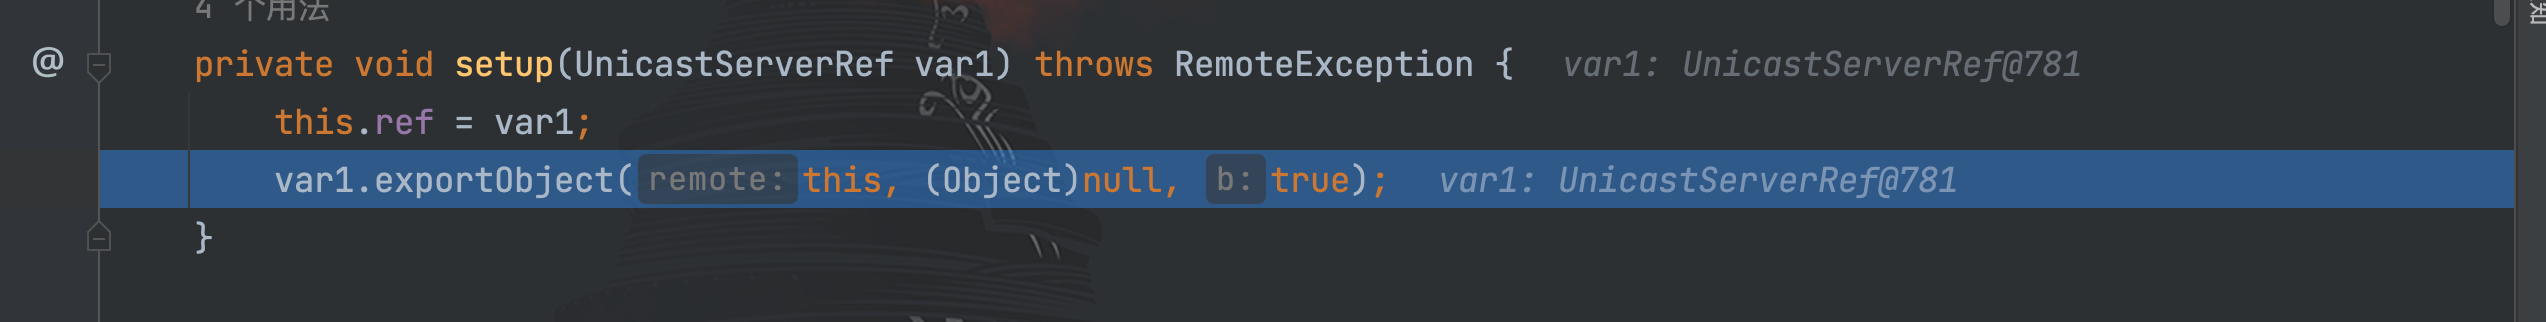 4 个用法
@ private void setup(UnicastServerRef var1) throws RemoteException {   var1: UnicastServerRef@781
this.ref = var1;
var1.exportObject( remote: this, (Object)null, b: true);   var1: UnicastServerRef@781
}